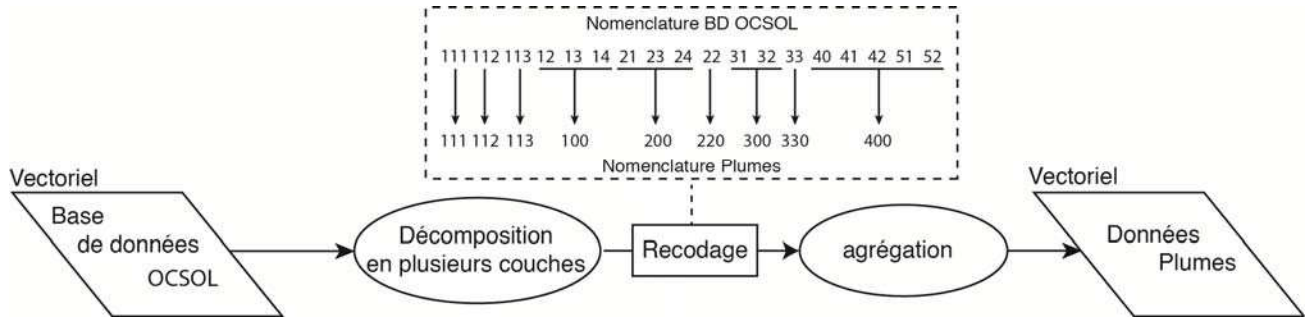 Nomenclature BD OCSOL
111 112 113 12 13 14 21 23 24 22 31 32 33 40 41 42 51 52
111 112 113 100 200 220 300 330 400
Nomenclature Plumes
Vectoriel
Base
de données
OCSOL
Décomposition
en plusieurs couches
Recodage
agrégation
Vectoriel
Données
Plumes